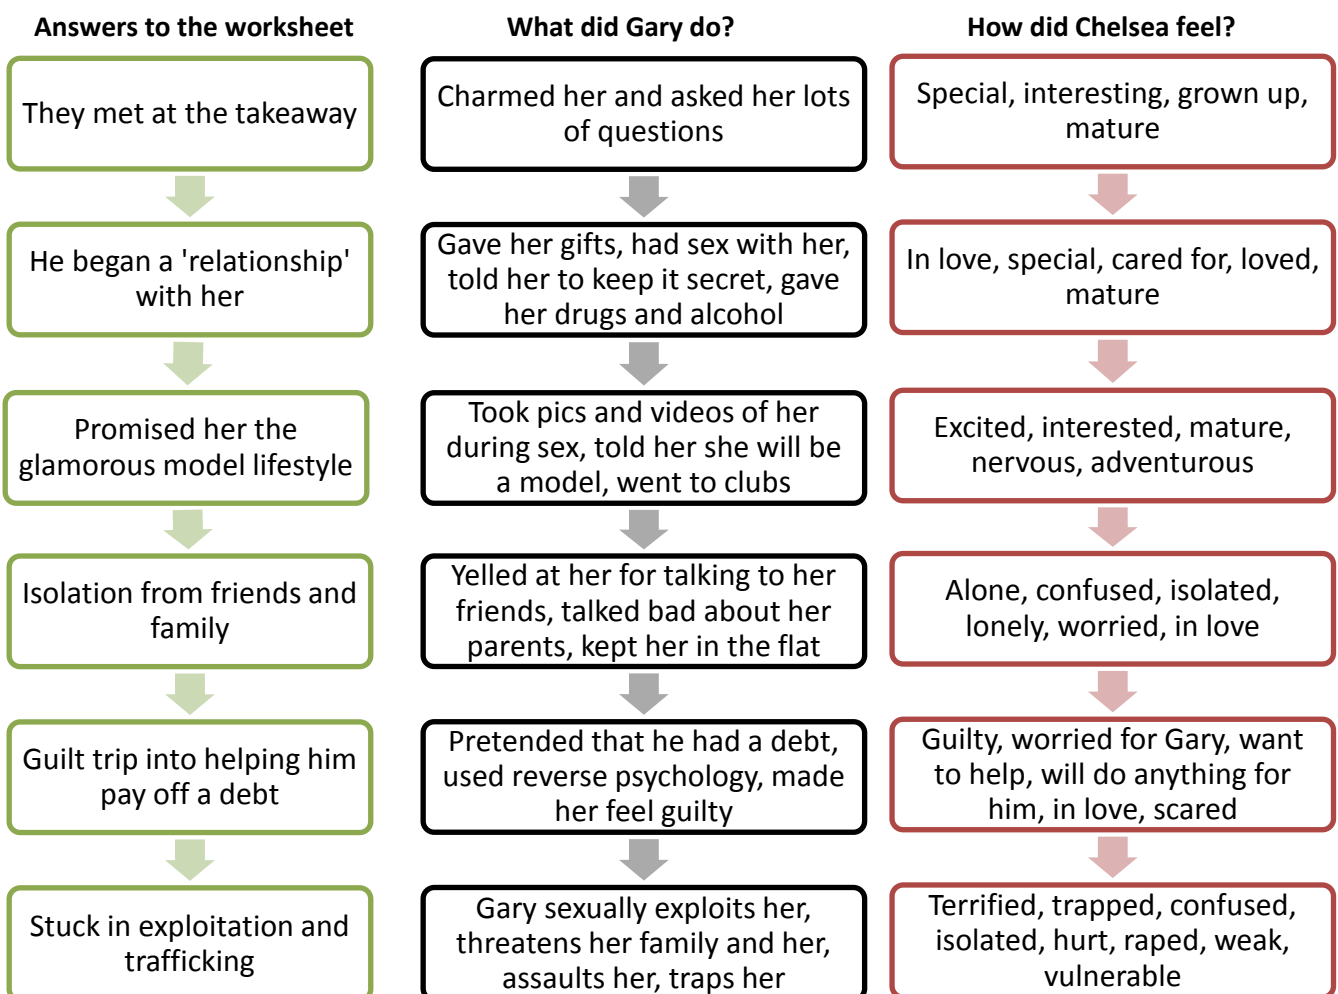 Answers to the worksheet
What did Gary do?
How did Chelsea feel?
They met at the takeaway
Charmed her and asked her lots
of questions
Special, interesting, grown up,
mature
He began a 'relationship'
with her
Gave her gifts, had sex with her,
told her to keep it secret, gave
her drugs and alcohol
In love, special, cared for, loved,
mature
Promised her the
glamorous model lifestyle
Took pics and videos of her
during sex, told her she will be
a model, went to clubs
Excited, interested, mature,
nervous, adventurous
Isolation from friends and
family
Yelled at her for talking to her
friends, talked bad about her
parents, kept her in the flat
Alone, confused, isolated,
lonely, worried, in love
Guilt trip into helping him
pay off a debt
Pretended that he had a debt,
used reverse psychology, made
her feel guilty
Guilty, worried for Gary, want
to help, will do anything for
him, in love, scared
Stuck in exploitation and
trafficking
Gary sexually exploits her,
threatens her family and her,
assaults her, traps her
Terrified, trapped, confused,
isolated, hurt, raped, weak,
vulnerable